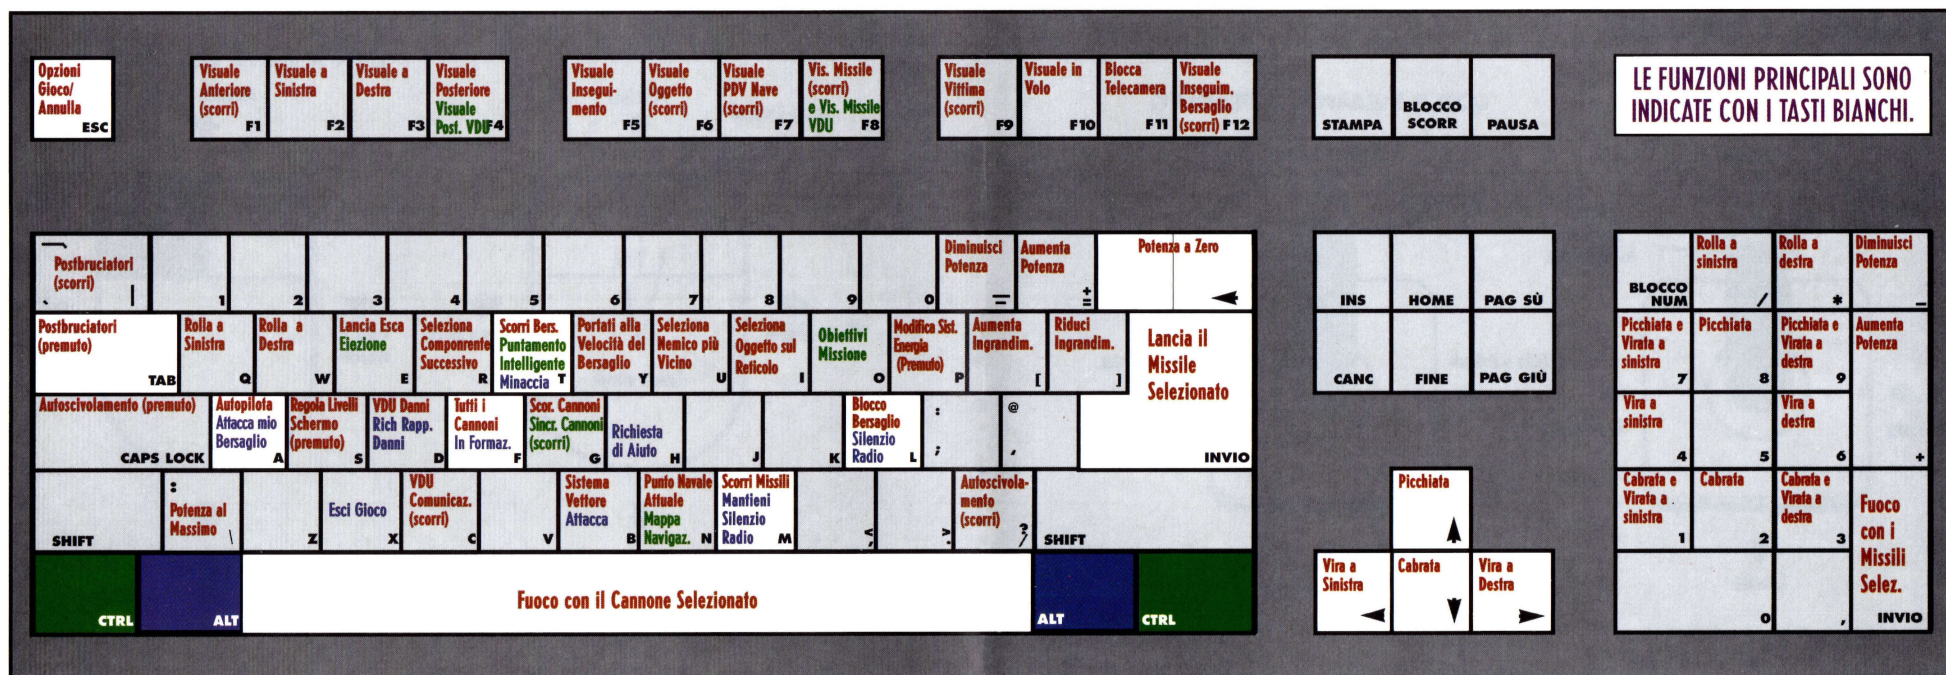 Opzioni
Gioco/
Annulla
ESC
Visuale
Anteriore
(scorri)
F1
Visuale a
Sinistra
F2
Visuale a
Destra
F3
Visuale
Posteriore
Visuale
Post. VDU
F4
Visuale
Insegui-
mento
F5
Visuale
Oggetto
(scorri)
F6
Visuale
PDV Nave
(scorri)
F7
Vis. Missile
(scorri)
e Vis. Missile
VDU
F8
Visuale
Vittima
(scorri)
F9
Visuale in
Volo
F10
Blocca
Telecamera
F11
Visuale
Inseguim.
Bersaglio
(scorri) F12
STAMPA
BLOCCO
SCORR
PAUSA
LE FUNZIONI PRINCIPALI SONO
INDICATE CON I TASTI BIANCHI.
¬
Postbruciatori
(scorri)
` |
1
2
3
4
5
6
7
8
9
0
Diminuisci
Potenza
—
–
Aumenta
Potenza
+
=
Potenza a Zero
Postbruciatori
(premuto)
TAB
Rolla a
Sinistra
Q
Rolla a
Destra
W
Lancia Esca
Eiezione
E
Seleziona
Componente
Successivo
R
Scorri Bers.
Puntamento
Intelligente
Minaccia T
Portati alla
Velocità del
Bersaglio
Y
Seleziona
Nemico più
Vicino
U
Seleziona
Oggetto sul
Reticolo
I
Obiettivi
Missione
O
Modifica Sist.
Energia
(Premuto)
P
Aumenta
Ingrandim.
[
Riduci
Ingrandim.
]
Lancia il
Missile
Selezionato
INVIO
Autoscivolamento (premuto)
CAPS LOCK
Autopilota
Attacca mio
Bersaglio
A
Regola Livelli
Schermo
(premuto)
S
VDU Danni
Rich Rapp.
Danni
D
Tutti i
Cannoni
In Formaz.
F
Scor. Cannoni
Sincr. Cannoni
(scorri)
G
Richiesta
di Aiuto
H
J
K
Blocco
Bersaglio
Silenzio
Radio
L
:
;
@
'
SHIFT
:
Potenza al
Massimo
\
Z
Esci Gioco
X
VDU
Comunicaz.
(scorri)
C
V
Sistema
Vettore
Attacca
B
Punto Navale
Attuale
Mappa
Navigaz. N
Scorri Missili
Mantieni
Silenzio
Radio
M
<
,
>
.
Autoscivola-
mento
(scorri)
?
/
SHIFT
CTRL
ALT
Fuoco con il Cannone Selezionato
ALT
CTRL
INS
HOME
PAG SÙ
CANC
FINE
PAG GIÙ
Picchiata
Vira a
Sinistra
Cabrata
Vira a
Destra
BLOCCO
NUM
Rolla a
sinistra
/
Rolla a
destra
*
Diminuisci
Potenza
–
Picchiata e
Virata a
sinistra
7
Picchiata
8
Picchiata e
Virata a
destra
9
Aumenta
Potenza
+
Vira a
sinistra
4
5
Vira a
destra
6
Cabrata e
Virata a
sinistra
1
Cabrata
2
Cabrata e
Virata a
destra
3
Fuoco
con i
Missili
Selez.
INVIO
0
,